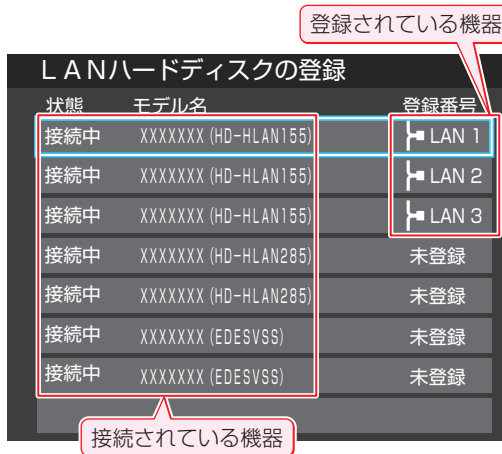 登録されている機器
LANハードディスクの登録
状態 モデル名 登録番号
接続中 XXXXXXX (HD-HLAN155) LAN 1
接続中 XXXXXXX (HD-HLAN155) LAN 2
接続中 XXXXXXX (HD-HLAN155) LAN 3
接続中 XXXXXXX (HD-HLAN285) 未登録
接続中 XXXXXXX (HD-HLAN285) 未登録
接続中 XXXXXXX (EDESVSS) 未登録
接続中 XXXXXXX (EDESVSS) 未登録
接続されている機器